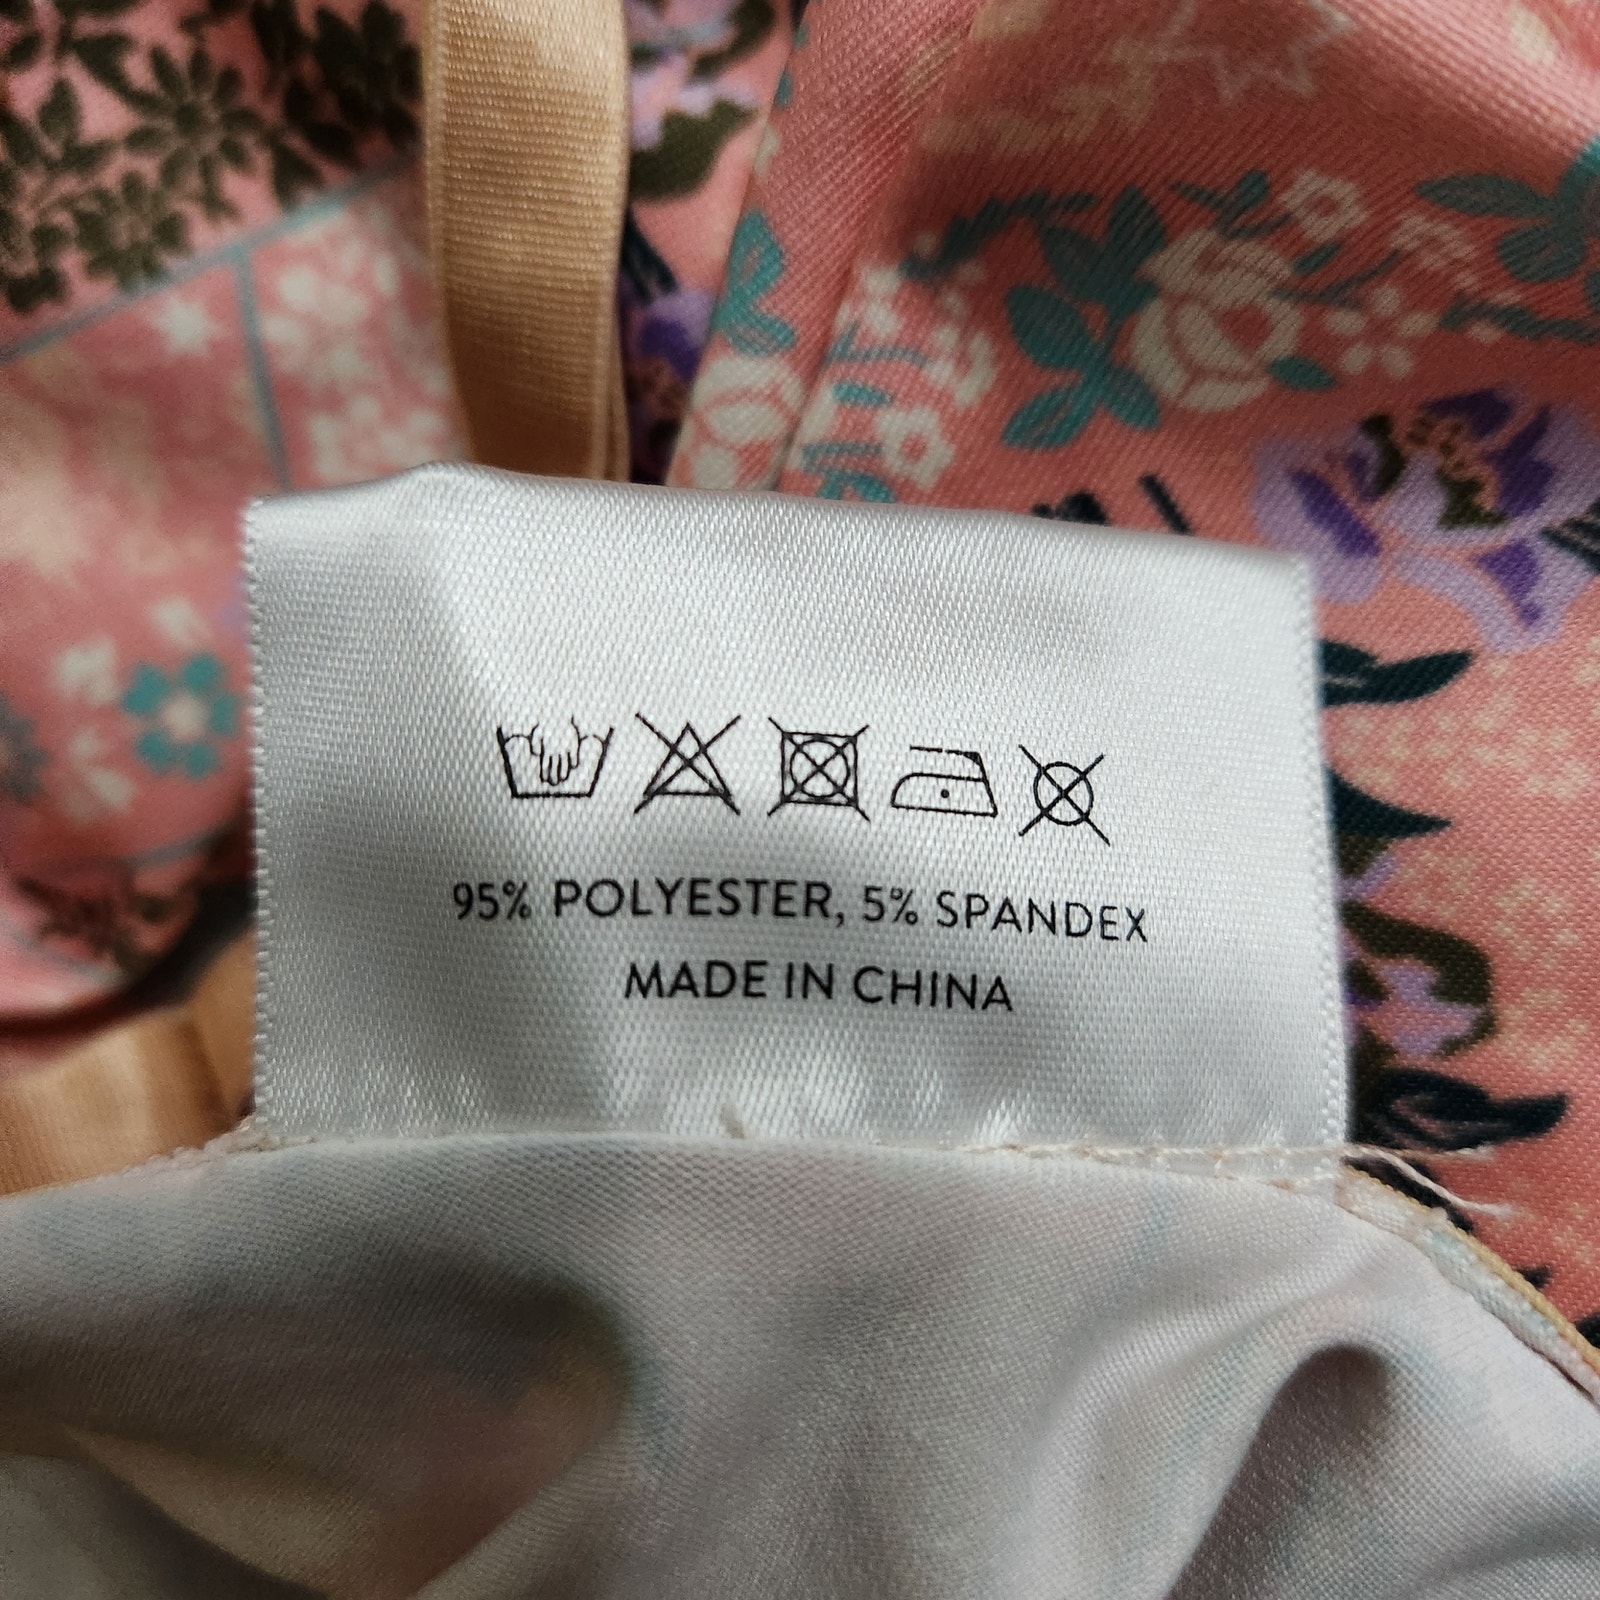 95% POLYESTER, 5% SPANDEX
MADE IN CHINA